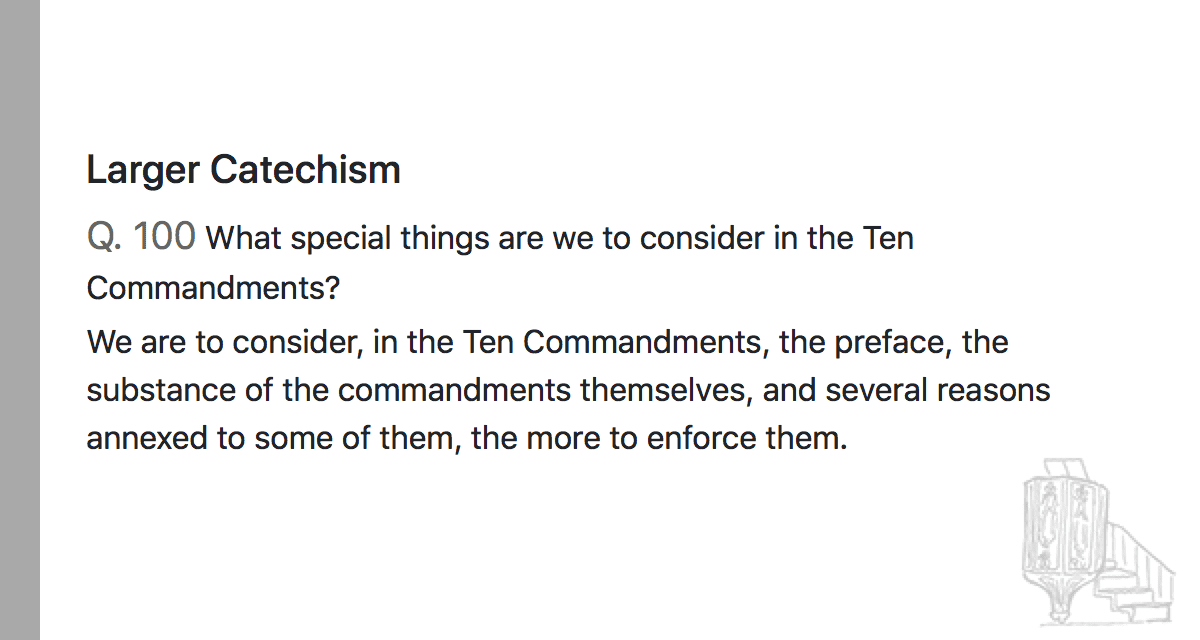 Larger Catechism
Q. 100 What special things are we to consider in the Ten
Commandments?
We are to consider, in the Ten Commandments, the preface, the
substance of the commandments themselves, and several reasons
annexed to some of them, the more to enforce them.